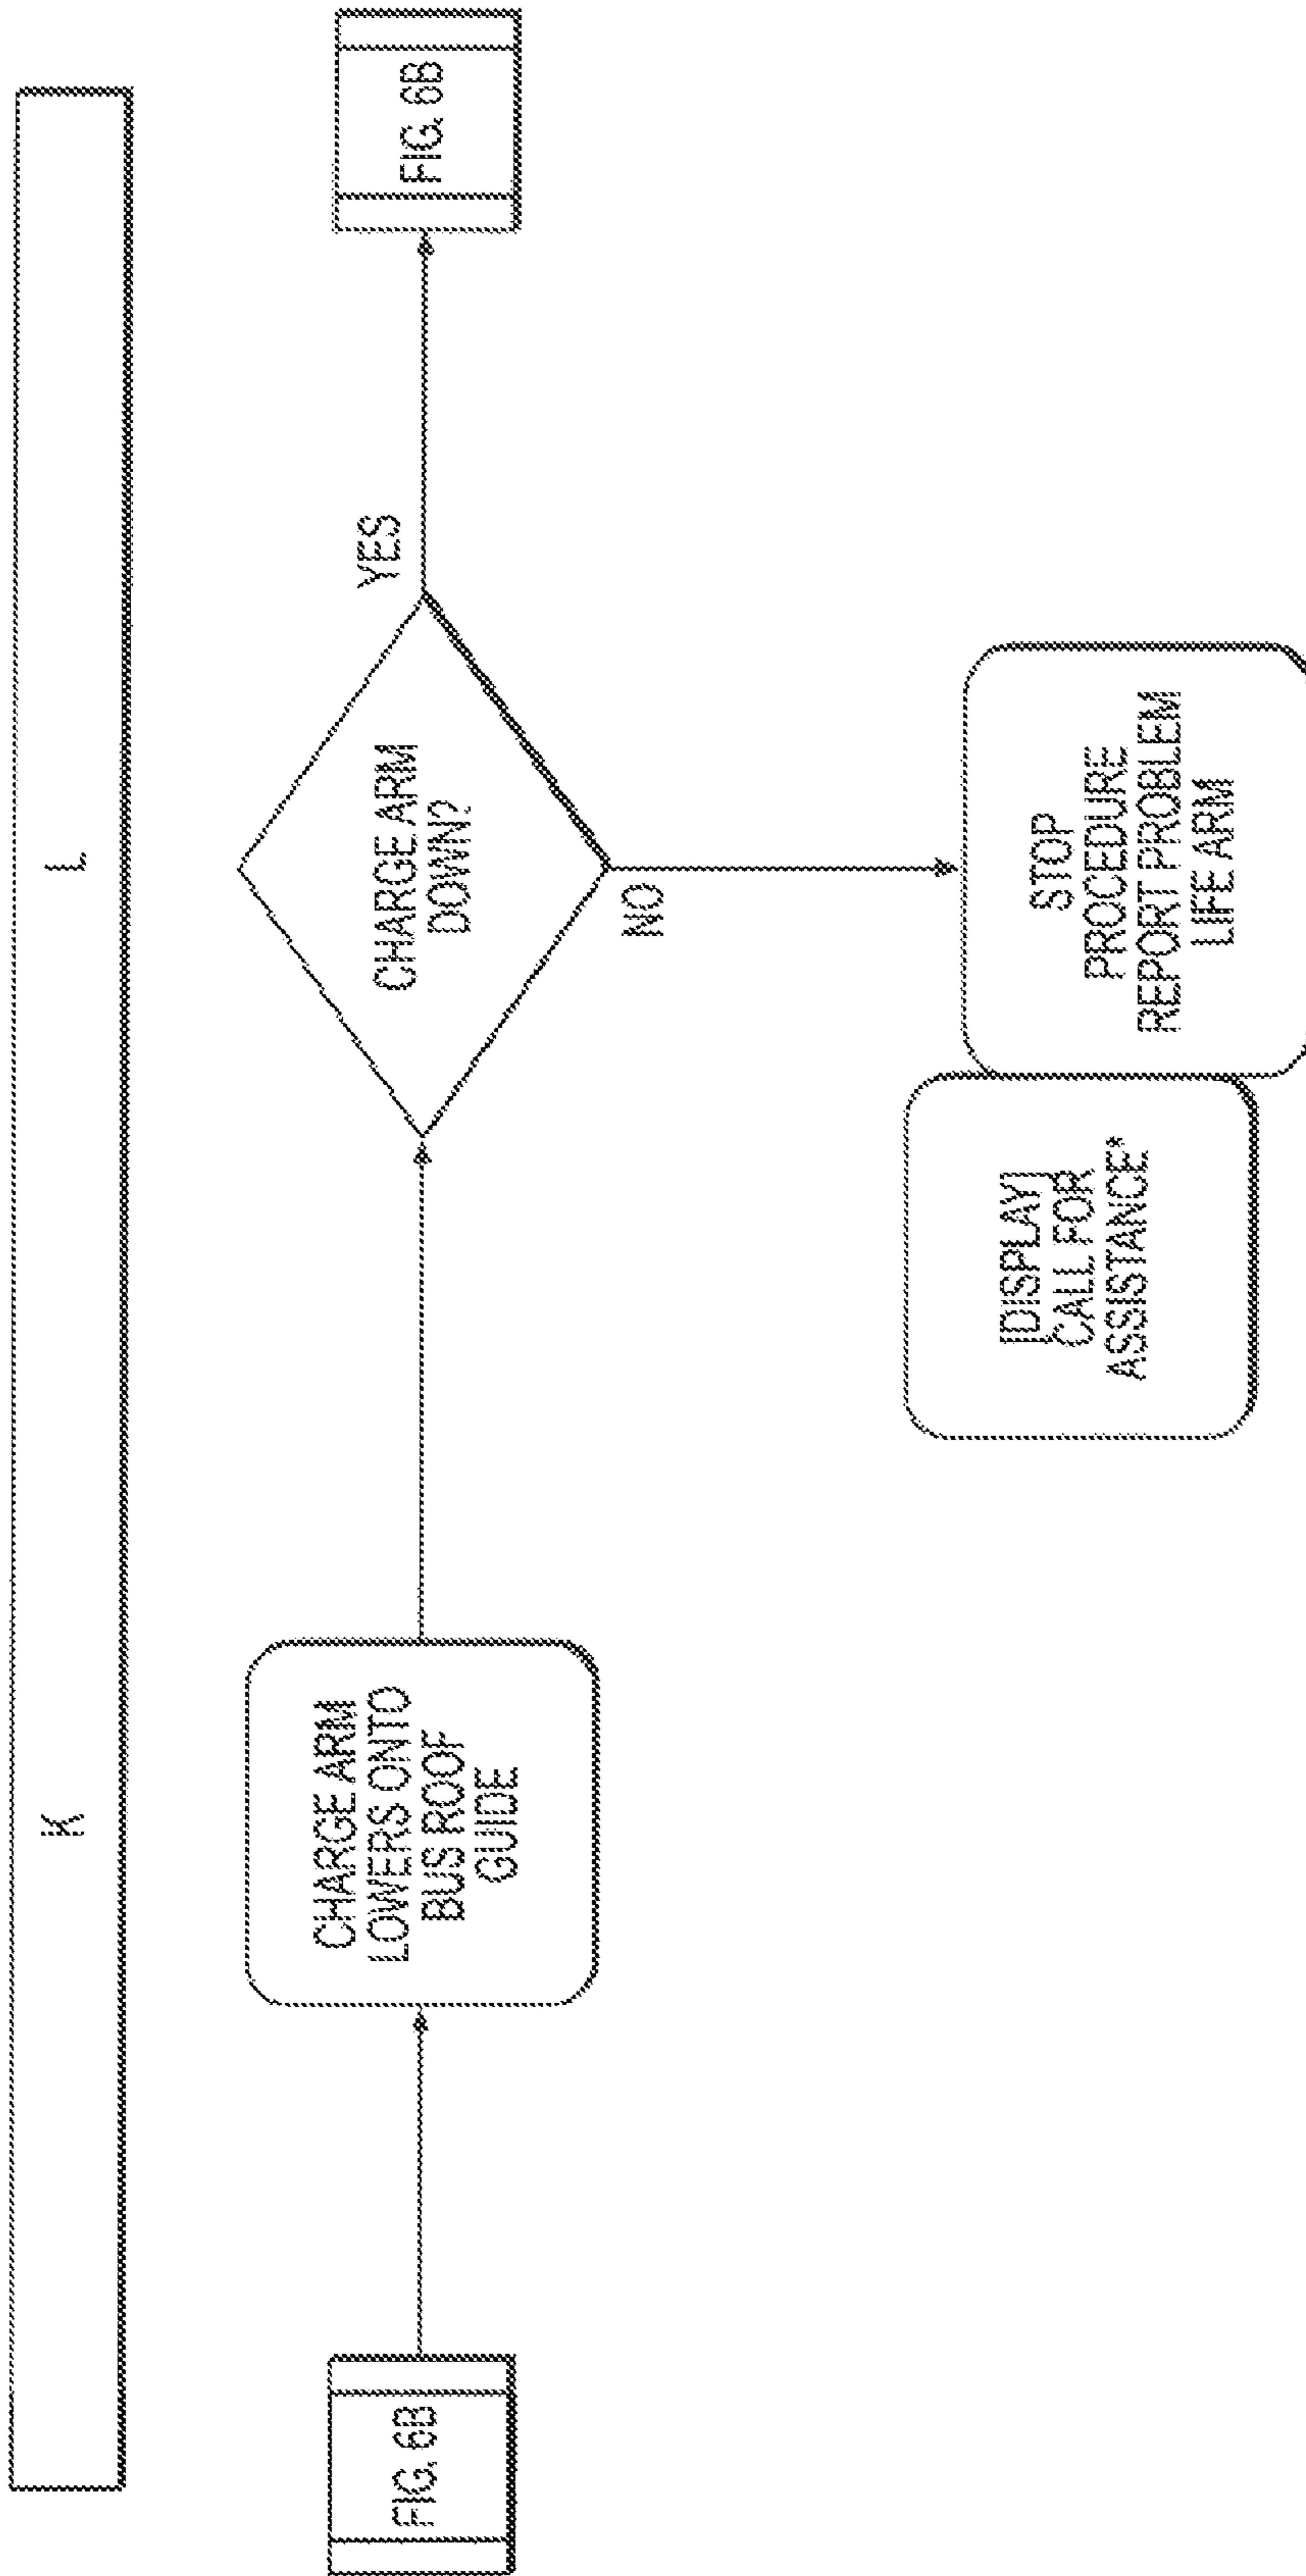 K
L
FIG. 6B
CHARGE ARM
LOWERS ONTO
BUS ROOF
GUIDE
CHARGE ARM
DOWN?
YES
FIG. 6B
NO
[DISPLAY]
CALL FOR
ASSISTANCE*
STOP
PROCEDURE
REPORT PROBLEM
LIFE ARM